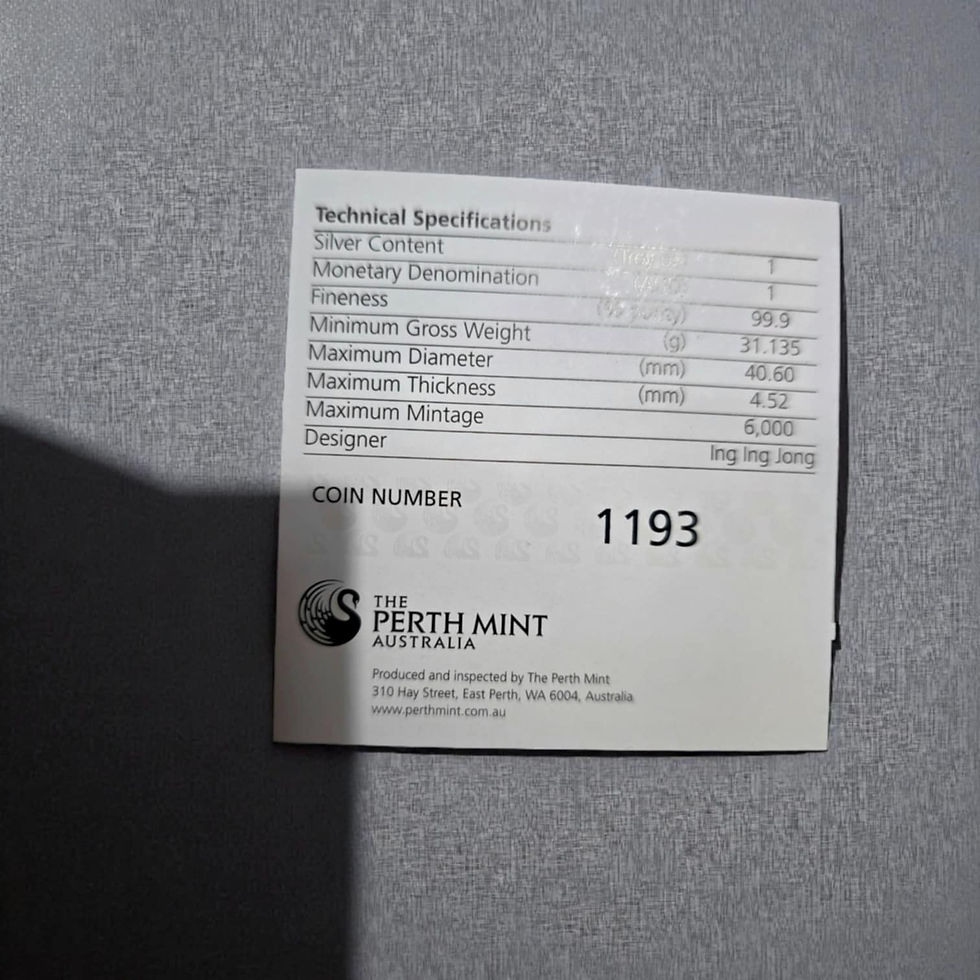 Technical Specifications
Silver Content 1
Monetary Denomination 1
Fineness 99.9
Minimum Gross Weight (g) 31.135
Maximum Diameter (mm) 40.60
Maximum Thickness (mm) 4.52
Maximum Mintage 6,000
Designer Ing Ing Jong
COIN NUMBER
1193
THE
PERTH MINT
AUSTRALIA
Produced and inspected by The Perth Mint
310 Hay Street, East Perth, WA 6004, Australia
www.perthmint.com.au